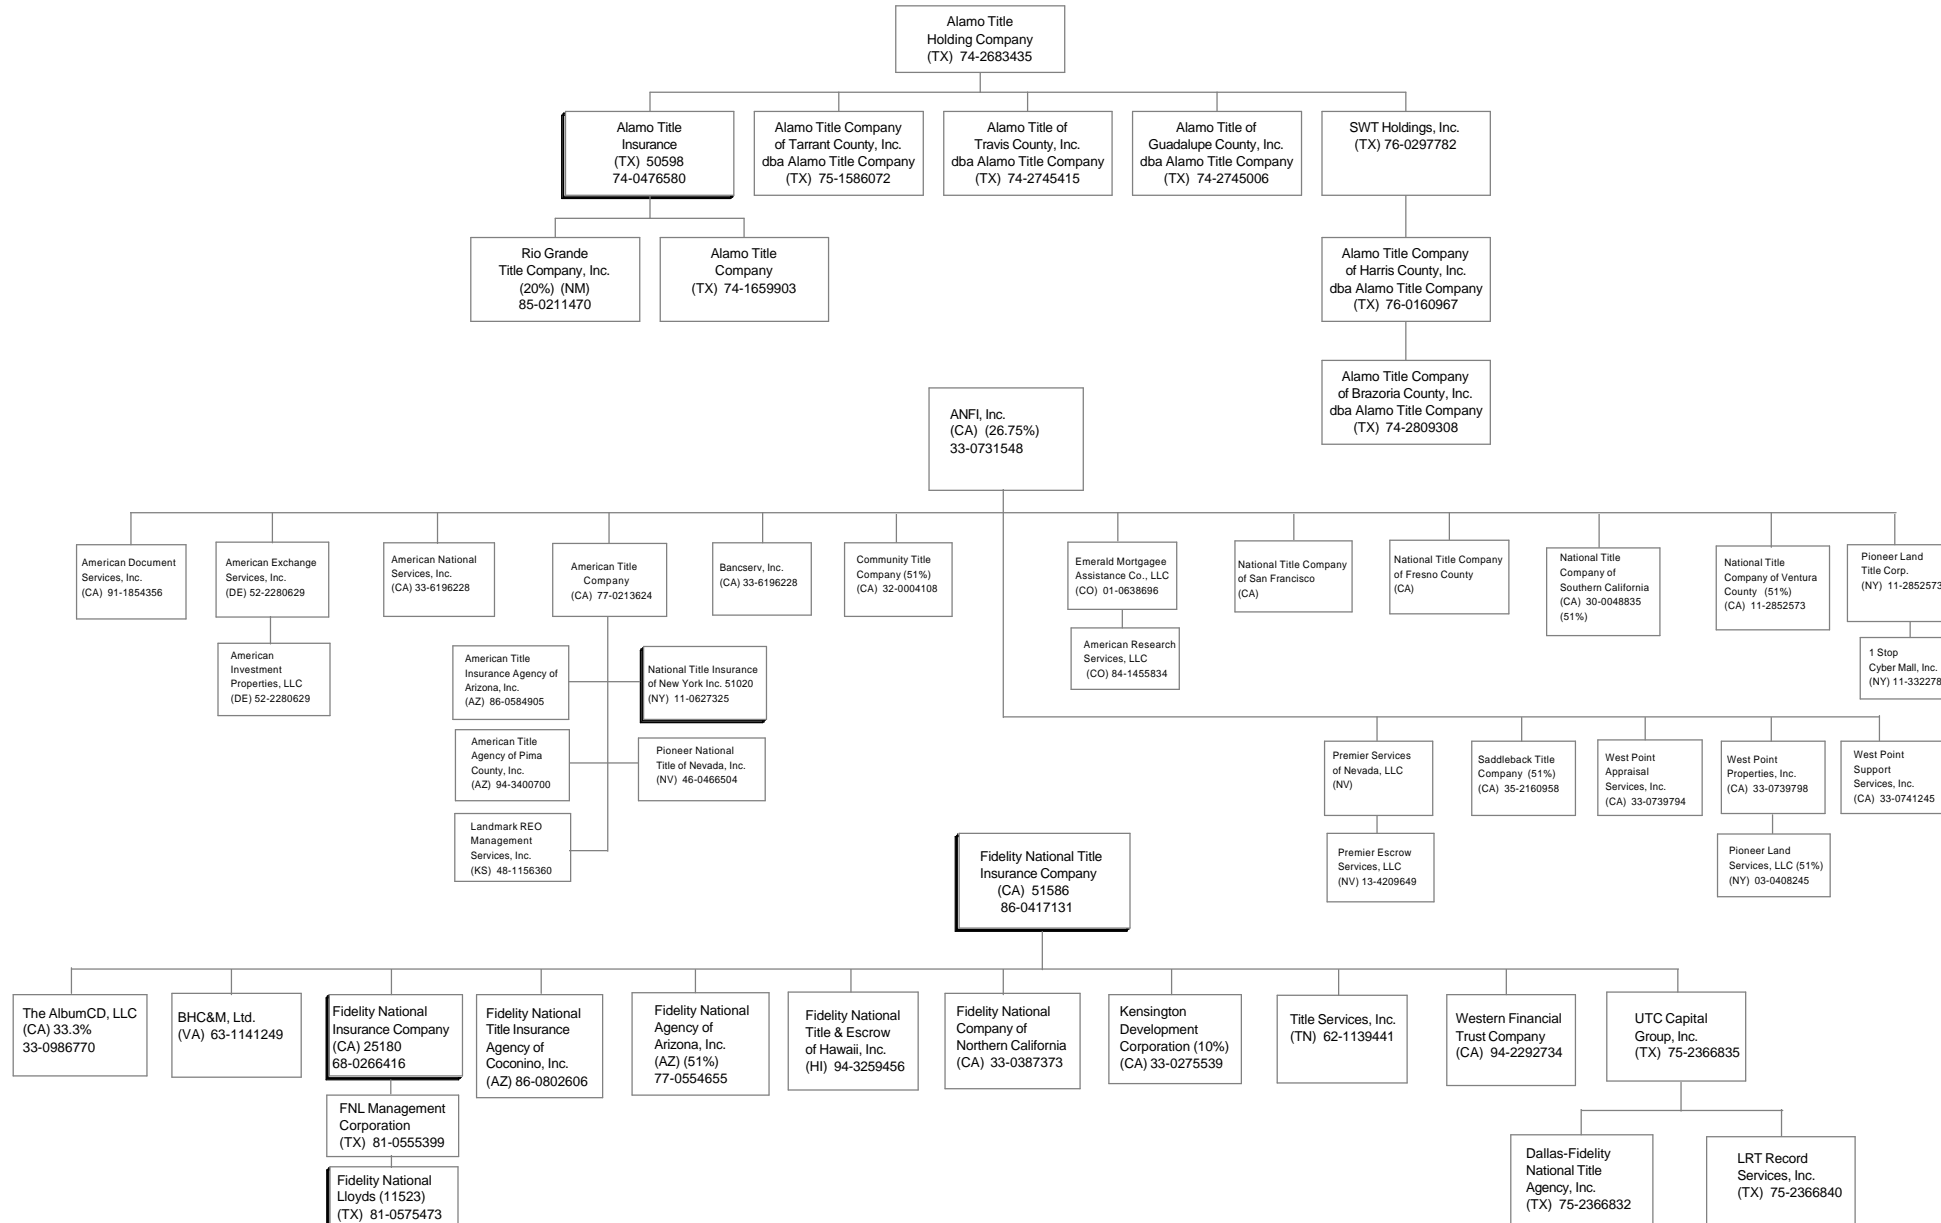 Alamo Title
Holding Company
(TX) 74-2683435
Alamo Title
Insurance
(TX) 50598
74-0476580
Alamo Title Company
of Tarrant County, Inc.
dba Alamo Title Company
(TX) 75-1586072
Alamo Title of
Travis County, Inc.
dba Alamo Title Company
(TX) 74-2745415
Alamo Title of
Guadalupe County, Inc.
dba Alamo Title Company
(TX) 74-2745006
SWT Holdings, Inc.
(TX) 76-0297782
Rio Grande
Title Company, Inc.
(20%) (NM)
85-0211470
Alamo Title
Company
(TX) 74-1659903
Alamo Title Company
of Harris County, Inc.
dba Alamo Title Company
(TX) 76-0160967
Alamo Title Company
of Brazoria County, Inc.
dba Alamo Title Company
(TX) 74-2809308
ANFI, Inc.
(CA) (26.75%)
33-0731548
American Document
Services, Inc.
(CA) 91-1854356
American Exchange
Services, Inc.
(DE) 52-2280629
American National
Services, Inc.
(CA) 33-6196228
American Title
Company
(CA) 77-0213624
Bancserv, Inc.
(CA) 33-6196228
Community Title
Company (51%)
(CA) 32-0004108
Emerald Mortgagee
Assistance Co., LLC
(CO) 01-0638696
National Title Company
of San Francisco
(CA)
National Title Company
of Fresno County
(CA)
National Title
Company of
Southern California
(CA) 30-0048835
(51%)
National Title
Company of Ventura
County (51%)
(CA) 11-2852573
Pioneer Land
Title Corp.
(NY) 11-2852573
American
Investment
Properties, LLC
(DE) 52-2280629
American Title
Insurance Agency of
Arizona, Inc.
(AZ) 86-0584905
National Title Insurance
of New York Inc. 51020
(NY) 11-0627325
American Research
Services, LLC
(CO) 84-1455834
1 Stop
Cyber Mall, Inc.
(NY) 11-332278
American Title
Agency of Pima
County, Inc.
(AZ) 94-3400700
Pioneer National
Title of Nevada, Inc.
(NV) 46-0466504
Landmark REO
Management
Services, Inc.
(KS) 48-1156360
Premier Services
of Nevada, LLC
(NV)
Saddleback Title
Company (51%)
(CA) 35-2160958
West Point
Appraisal
Services, Inc.
(CA) 33-0739794
West Point
Properties, Inc.
(CA) 33-0739798
West Point
Support
Services, Inc.
(CA) 33-0741245
Premier Escrow
Services, LLC
(NV) 13-4209649
Pioneer Land
Services, LLC (51%)
(NY) 03-0408245
Fidelity National Title
Insurance Company
(CA) 51586
86-0417131
The AlbumCD, LLC
(CA) 33.3%
33-0986770
BHC&M, Ltd.
(VA) 63-1141249
Fidelity National
Insurance Company
(CA) 25180
68-0266416
Fidelity National
Title Insurance
Agency of
Coconino, Inc.
(AZ) 86-0802606
Fidelity National
Agency of
Arizona, Inc.
(AZ) (51%)
77-0554655
Fidelity National
Title & Escrow
of Hawaii, Inc.
(HI) 94-3259456
Fidelity National
Company of
Northern California
(CA) 33-0387373
Kensington
Development
Corporation (10%)
(CA) 33-0275539
Title Services, Inc.
(TN) 62-1139441
Western Financial
Trust Company
(CA) 94-2292734
UTC Capital
Group, Inc.
(TX) 75-2366835
FNL Management
Corporation
(TX) 81-0555399
Fidelity National
Lloyds (11523)
(TX) 81-0575473
Dallas-Fidelity
National Title
Agency, Inc.
(TX) 75-2366832
LRT Record
Services, Inc.
(TX) 75-2366840